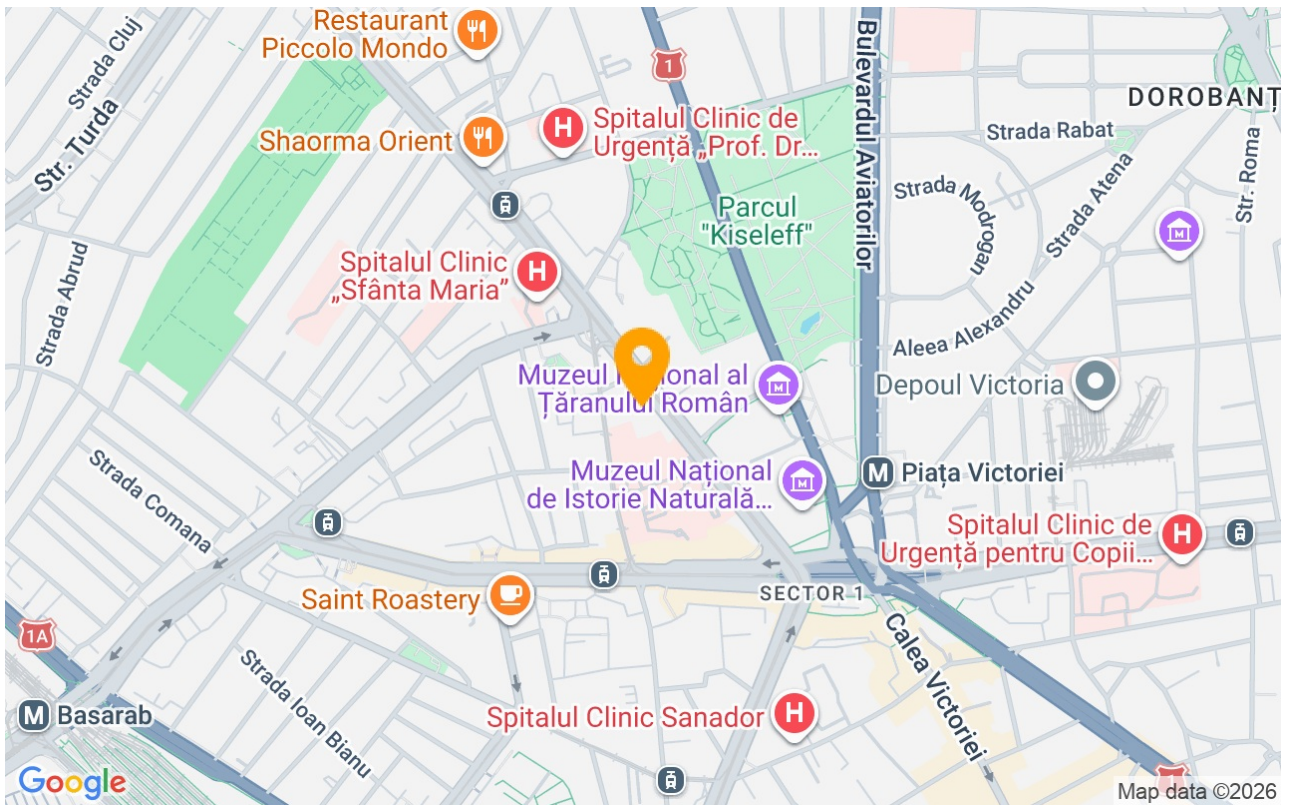 Restaurant
Piccolo Mondo
Strada Cluj
Str. Turda
Shaorma Orient
1
Spitalul Clinic de
Urgență „Prof. Dr...
Bulevardul Aviatorilor
DOROBANȚ
Strada Rabat
Strada Atena
Str. Roma
Strada Modrogan
Parcul
"Kiseleff"
Spitalul Clinic
„Sfânta Maria”
Strada Abrud
Aleea Alexandru
Muzeul
onal al
Țăranului Român
Depoul Victoria
Muzeul Național
de Istorie Naturală...
M Piața Victoriei
Strada Comana
Spitalul Clinic de
Urgență pentru Copii...
Saint Roastery
SECTOR 1
1A
Calea Victoriei
Strada Ioan Bianu
M Basarab
Spitalul Clinic Sanador
1
Google
Map data ©2026